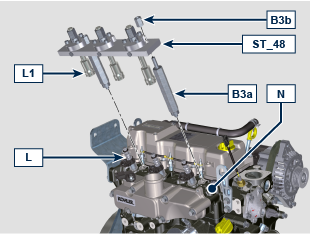 B3b
ST_48
L1
B3a
N
L
KOHLER